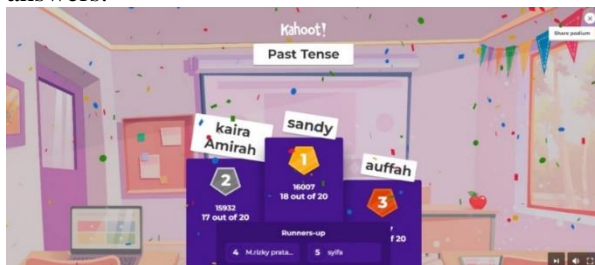 answers.
Kahoot!
Share podium
Past Tense
kaira
Amirah
sandy
auffah
2
1
3
15932
17 out of 20
16007
18 out of 20
f 20
Runners-up
4 M.rizky prata...
5 syifa